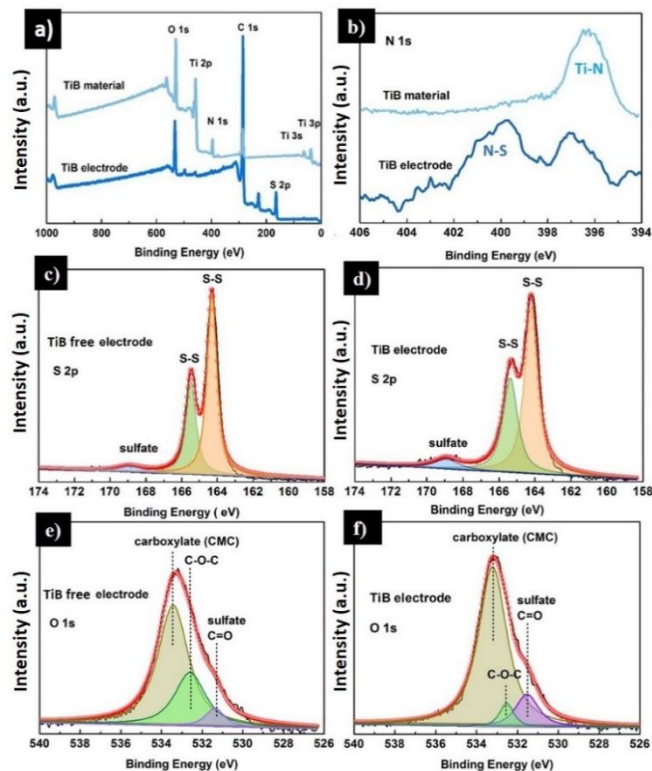 a)
O 1s
C 1s
Ti 2p
TiB material
N 1s
Ti 3p
Ti 3s
TiB electrode
S 2p
Intensity (a.u.)
1000 800 600 400 200 0
Binding Energy (eV)
b)
N 1s
Ti-N
TiB material
N-S
TiB electrode
Intensity (a.u.)
406 404 402 400 398 396 394
Binding Energy (eV)
c)
S-S
TiB free electrode
S-S
S 2p
sulfate
Intensity (a.u.)
174 172 170 168 166 164 162 160 158
Binding Energy ( eV)
d)
S-S
TiB electrode
S-S
S 2p
sulfate
Intensity (a.u.)
174 172 170 168 166 164 162 160 158
Binding Energy (eV)
e)
carboxylate (CMC)
C-O-C
TiB free electrode
sulfate
O 1s
C=O
Intensity (a.u.)
540 538 536 534 532 530 528 526
Binding Energy (eV)
f)
carboxylate (CMC)
sulfate
TiB electrode
C=O
O 1s
C-O-C
Intensity (a.u.)
540 538 536 534 532 530 528 526
Binding Energy (eV)